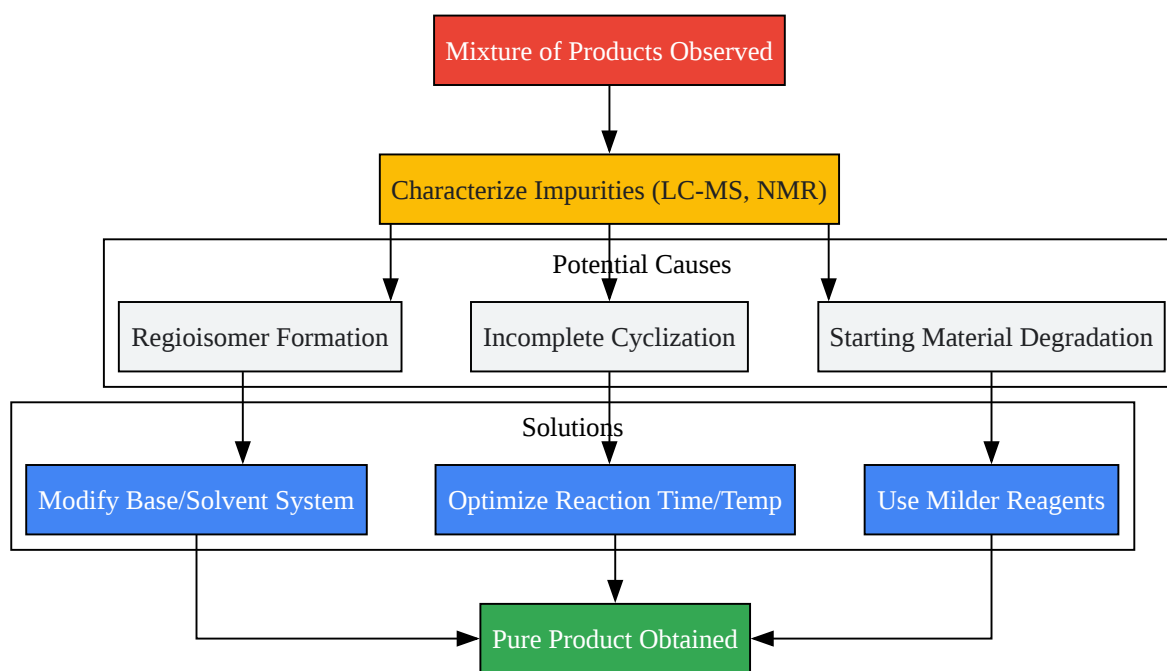 Mixture of Products Observed
Characterize Impurities (LC-MS, NMR)
Potential Causes
Regioisomer Formation
Incomplete Cyclization
Starting Material Degradation
Solutions
Modify Base/Solvent System
Optimize Reaction Time/Temp
Use Milder Reagents
Pure Product Obtained